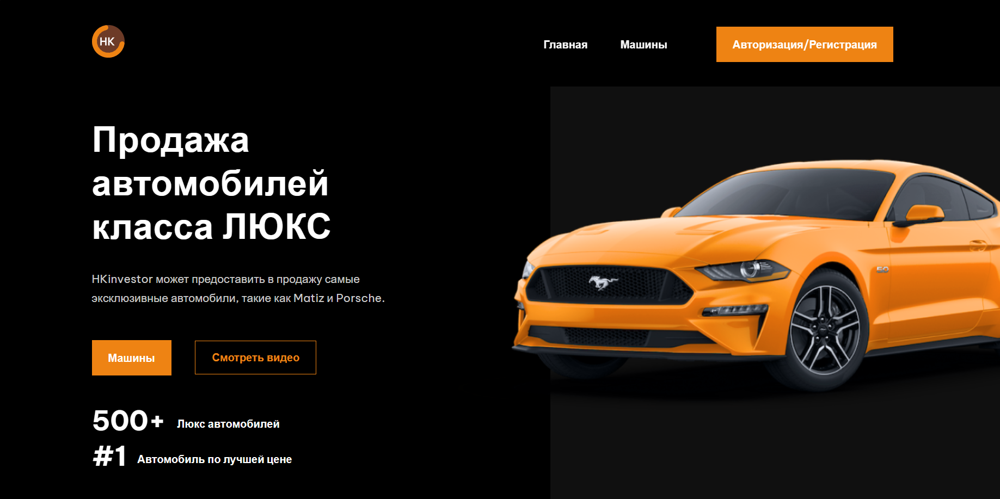 НК
Главная
Машины
Авторизация/Регистрация
Продажа
автомобилей
класса ЛЮКС
HKinvestor может предоставить в продажу самые
эксклюзивные автомобили, такие как Matiz и Porsche.
Машины
Смотреть видео
500+ Люкс автомобилей
#1 Автомобиль по лучшей цене
5.0